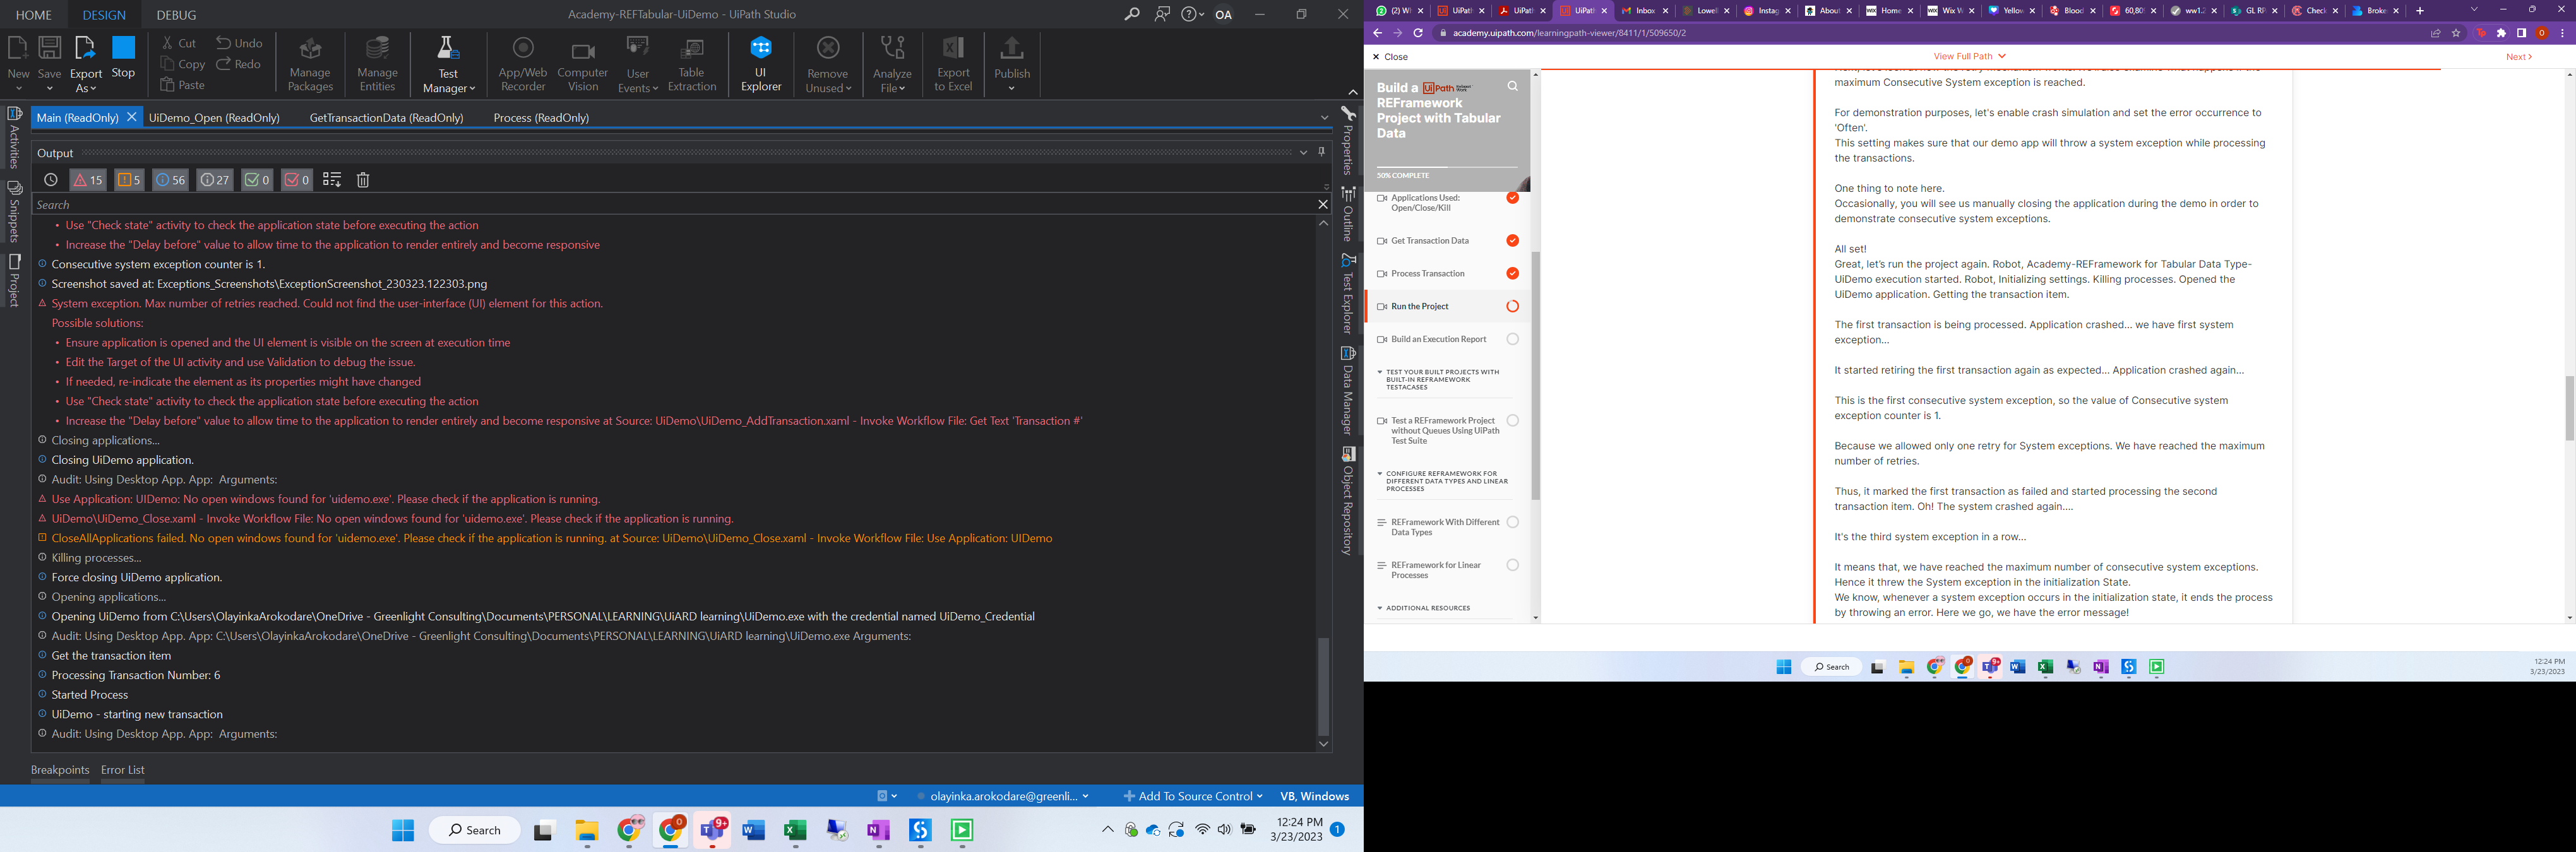 HOME DESIGN DEBUG
Academy-REFTabular-UiDemo - UiPath Studio
OA
New Save Export As Stop
Cut Copy Paste Undo Redo
Manage Packages
Manage Entities
Test Manager
App/Web Recorder
Computer Vision
User Events
Table Extraction
UI Explorer
Remove Unused
Analyze File
Export to Excel
Publish
Main (ReadOnly) UiDemo_Open (ReadOnly) GetTransactionData (ReadOnly) Process (ReadOnly)
Activities
Snippets
Project
Output
15 5 56 27 0 0
Search
• Use "Check state" activity to check the application state before executing the action
• Increase the "Delay before" value to allow time to the application to render entirely and become responsive
Consecutive system exception counter is 1.
Screenshot saved at: Exceptions_Screenshots\ExceptionScreenshot_230323.122303.png
System exception. Max number of retries reached. Could not find the user-interface (UI) element for this action.
Possible solutions:
• Ensure application is opened and the UI element is visible on the screen at execution time
• Edit the Target of the UI activity and use Validation to debug the issue.
• If needed, re-indicate the element as its properties might have changed
• Use "Check state" activity to check the application state before executing the action
• Increase the "Delay before" value to allow time to the application to render entirely and become responsive at Source: UiDemo\UiDemo_AddTransaction.xaml - Invoke Workflow File: Get Text 'Transaction #'
Closing applications...
Closing UiDemo application.
Audit: Using Desktop App. App: Arguments:
Use Application: UIDemo: No open windows found for 'uidemo.exe'. Please check if the application is running.
UiDemo\UiDemo_Close.xaml - Invoke Workflow File: No open windows found for 'uidemo.exe'. Please check if the application is running.
CloseAllApplications failed. No open windows found for 'uidemo.exe'. Please check if the application is running. at Source: UiDemo\UiDemo_Close.xaml - Invoke Workflow File: Use Application: UIDemo
Killing processes...
Force closing UiDemo application.
Opening applications...
Opening UiDemo from C:\Users\OlayinkaArokodare\OneDrive - Greenlight Consulting\Documents\PERSONAL\LEARNING\UiARD learning\UiDemo.exe with the credential named UiDemo_Credential
Audit: Using Desktop App. App: C:\Users\OlayinkaArokodare\OneDrive - Greenlight Consulting\Documents\PERSONAL\LEARNING\UiARD learning\UiDemo.exe Arguments:
Get the transaction item
Processing Transaction Number: 6
Started Process
UiDemo - starting new transaction
Audit: Using Desktop App. App: Arguments:
Breakpoints Error List
Properties
Outline
Test Explorer
Data Manager
Object Repository
olayinka.arokodare@greenli... Add To Source Control VB, Windows
Search
9+
12:24 PM
3/23/2023
1
(2) W UiPath UiPath UiPath Inbox Lowell Instag About Home Wix W Yellow Blood 60,80 ww1.2 GL RF Check Broke
academy.uipath.com/learningpath-viewer/8411/1/509650/2
Close
View Full Path
Next
Build a UiPath
REFramework
Project with Tabular
Data
50% COMPLETE
Applications Used:
Open/Close/Kill
Get Transaction Data
Process Transaction
Run the Project
Build an Execution Report
TEST YOUR BUILT PROJECTS WITH
BUILT-IN REFRAMEWORK
TESTACASES
Test a REFramework Project
without Queues Using UiPath
Test Suite
CONFIGURE REFRAMEWORK FOR
DIFFERENT DATA TYPES AND LINEAR
PROCESSES
REFramework With Different
Data Types
REFramework for Linear
Processes
ADDITIONAL RESOURCES
maximum Consecutive System exception is reached.
For demonstration purposes, let's enable crash simulation and set the error occurrence to
'Often'.
This setting makes sure that our demo app will throw a system exception while processing
the transactions.
One thing to note here.
Occasionally, you will see us manually closing the application during the demo in order to
demonstrate consecutive system exceptions.
All set!
Great, let's run the project again. Robot, Academy-REFramework for Tabular Data Type-
UiDemo execution started. Robot, Initializing settings. Killing processes. Opened the
UiDemo application. Getting the transaction item.
The first transaction is being processed. Application crashed... we have first system
exception...
It started retiring the first transaction again as expected... Application crashed again...
This is the first consecutive system exception, so the value of Consecutive system
exception counter is 1.
Because we allowed only one retry for System exceptions. We have reached the maximum
number of retries.
Thus, it marked the first transaction as failed and started processing the second
transaction item. Oh! The system crashed again....
It's the third system exception in a row...
It means that, we have reached the maximum number of consecutive system exceptions.
Hence it threw the System exception in the initialization State.
We know, whenever a system exception occurs in the initialization state, it ends the process
by throwing an error. Here we go, we have the error message!
Search
9+
12:24 PM
3/23/2023